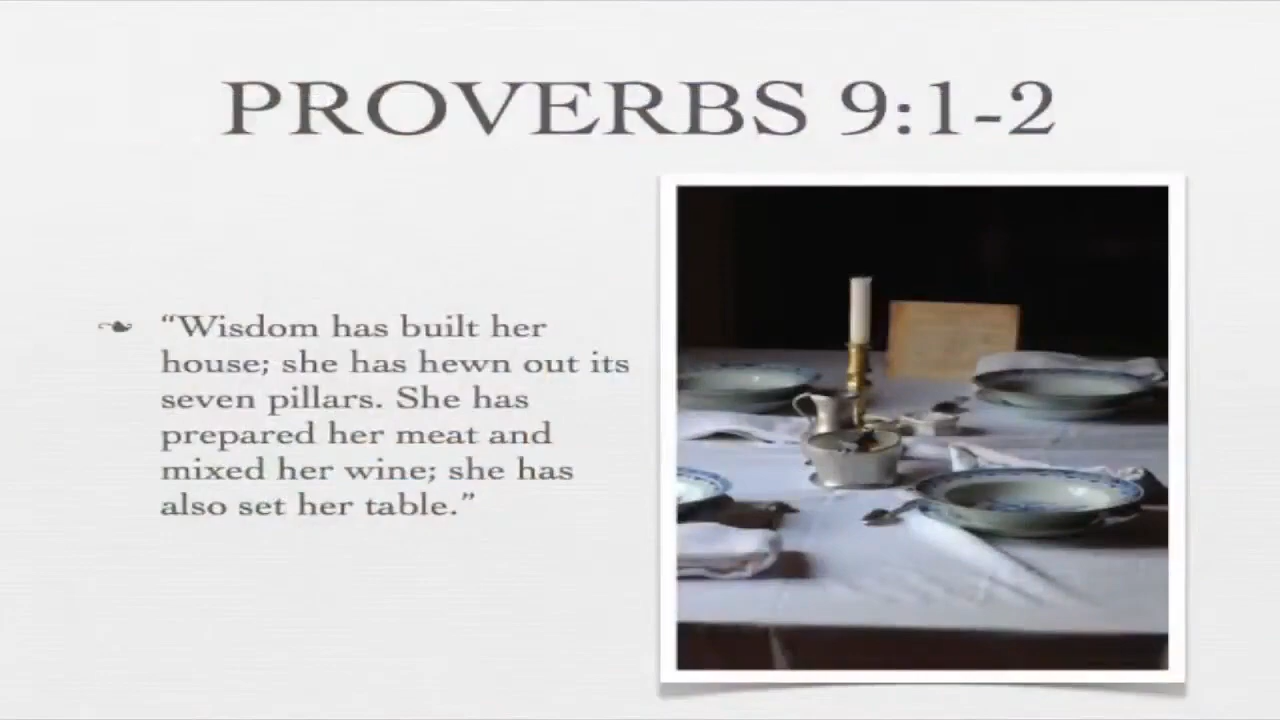 PROVERBS 9:1-2
“Wisdom has built her
house; she has hewn out its
seven pillars. She has
prepared her meat and
mixed her wine; she has
also set her table.”